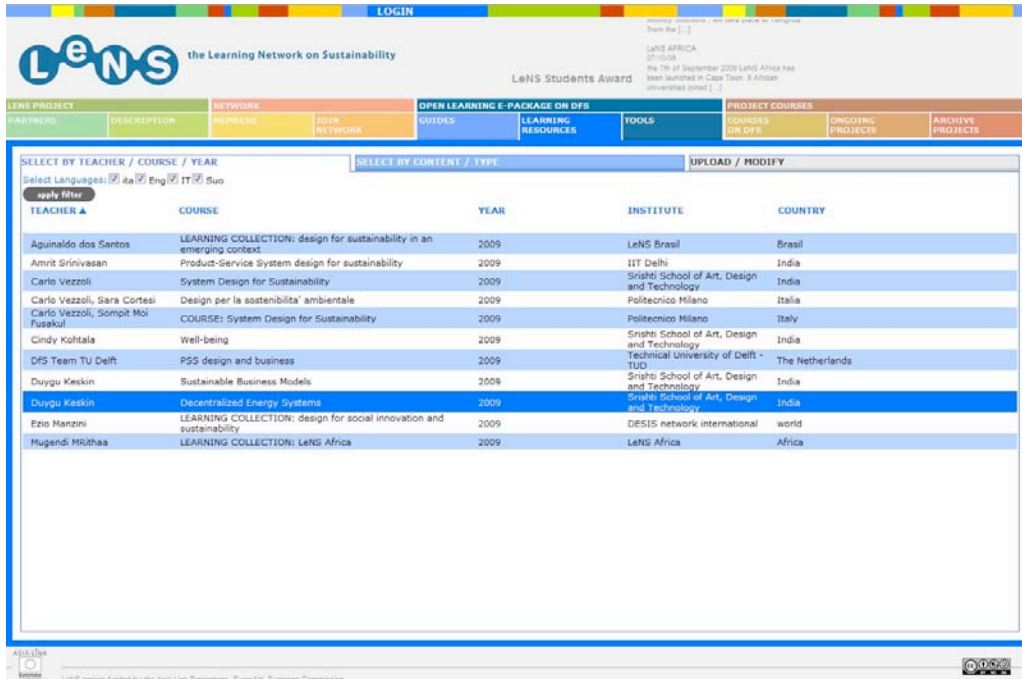 LOGIN
from the [...]
LeNS
the Learning Network on Sustainability
LeNS Students Award
LeNS AFRICA
07/10/09
the 7th of September 2009 LeNS Africa has
been launched in Cape Town. 8 African
universities joined [...]
LENS PROJECT NETWORK OPEN LEARNING E-PACKAGE ON DFS PROJECT COURSES
PARTNERS DESCRIPTION MEMBERS JOIN NETWORK GUIDES LEARNING RESOURCES TOOLS COURSES ON DFS ONGOING PROJECTS ARCHIVE PROJECTS
SELECT BY TEACHER / COURSE / YEAR SELECT BY CONTENT / TYPE UPLOAD / MODIFY
Select Languages: ita Eng IT Suo
apply filter
TEACHER ▲ COURSE YEAR INSTITUTE COUNTRY
Aguinaldo dos Santos LEARNING COLLECTION: design for sustainability in an emerging context 2009 LeNS Brasil Brasil
Amrit Srinivasan Product-Service System design for sustainability 2009 IIT Delhi India
Carlo Vezzoli System Design for Sustainability 2009 Srishti School of Art, Design and Technology India
Carlo Vezzoli, Sara Cortesi Design per la sostenibilita' ambientale 2009 Politecnico Milano Italia
Carlo Vezzoli, Sompit Moi Fusakul COURSE: System Design for Sustainability 2009 Politecnico Milano Italy
Cindy Kohtala Well-being 2009 Srishti School of Art, Design and Technology India
DfS Team TU Delft PSS design and business 2009 Technical University of Delft - TUD The Netherlands
Duygu Keskin Sustainable Business Models 2009 Srishti School of Art, Design and Technology India
Duygu Keskin Decentralized Energy Systems 2009 Srishti School of Art, Design and Technology India
Ezio Manzini LEARNING COLLECTION: design for social innovation and sustainability 2009 DESIS network international world
Mugendi MRithaa LEARNING COLLECTION: LeNS Africa 2009 LeNS Africa Africa
ASIA LINK